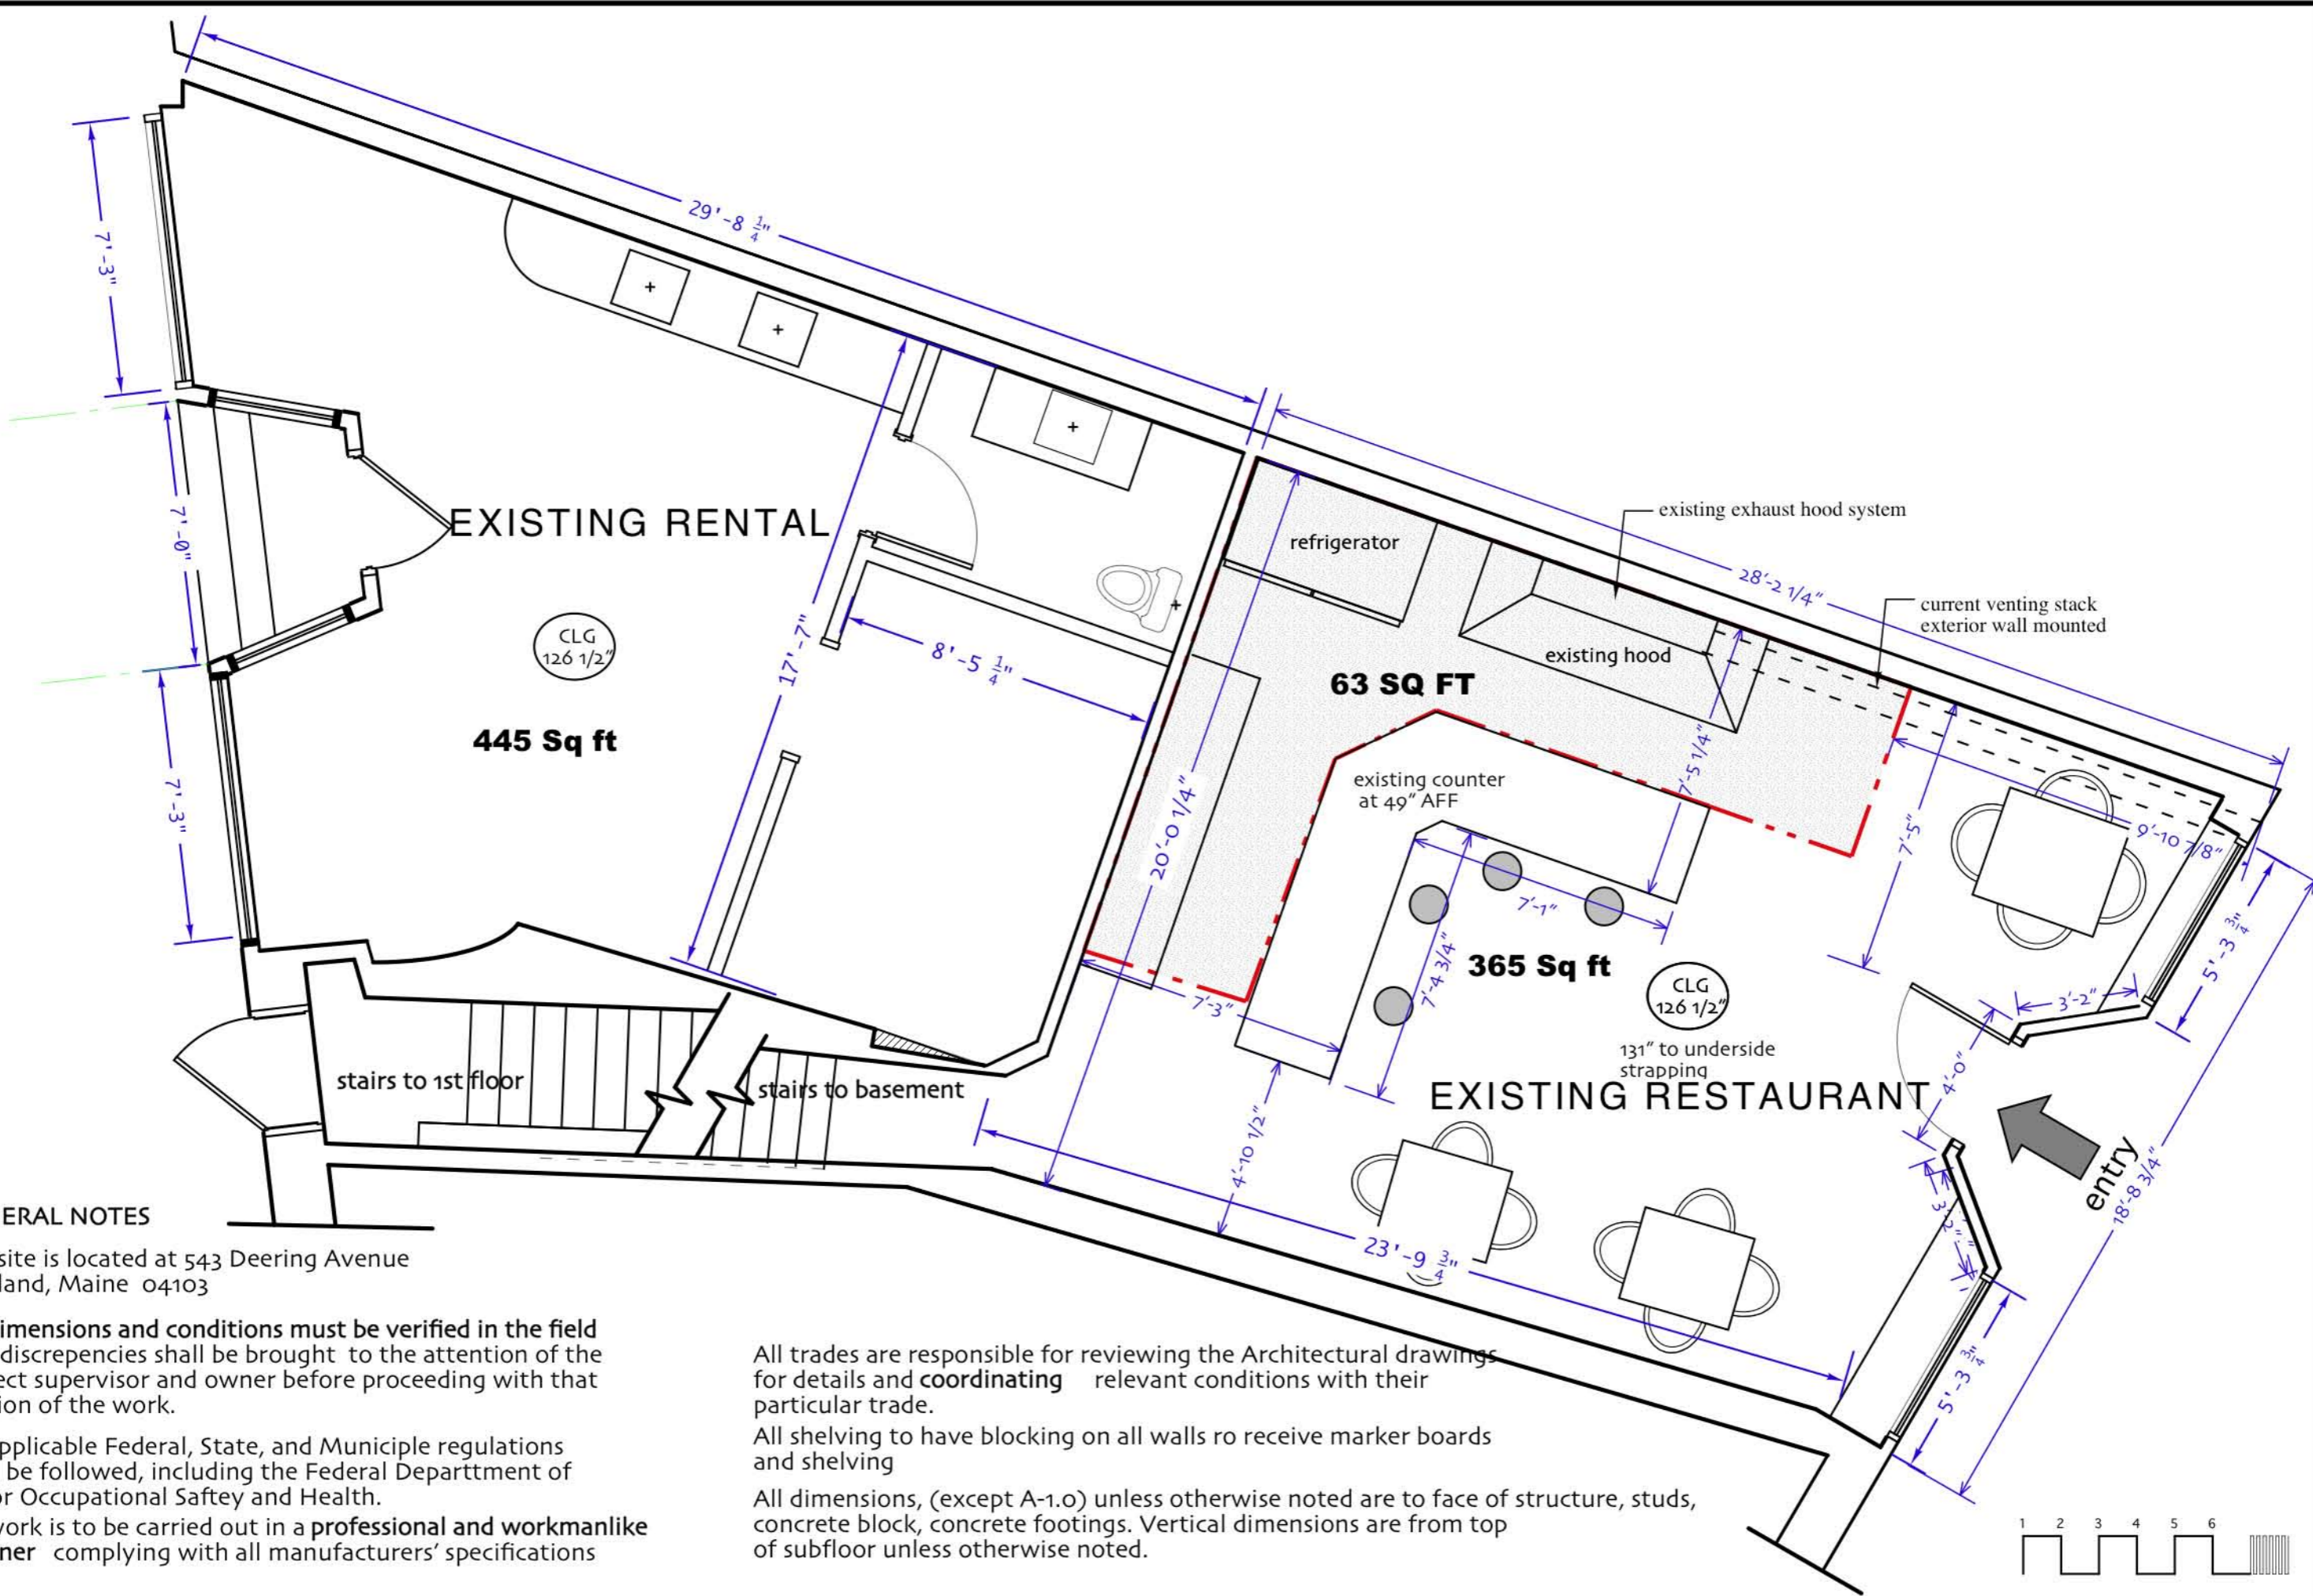 29'-8 1/4"
7'-3"
7'-0"
7'-3"
EXISTING RENTAL
CLG
126 1/2"
445 Sq ft
17'-7"
8'-5 1/4"
refrigerator
existing exhaust hood system
28'-2 1/4"
current venting stack
exterior wall mounted
existing hood
63 SQ FT
7'-5 1/4"
existing counter
at 49" AFF
20'-0 1/4"
7'-5"
9'-10 7/8"
7'-1"
7'-4 3/4"
365 Sq ft
CLG
126 1/2"
7'-3"
131" to underside
strapping
EXISTING RESTAURANT
3'-2"
5'-3 3/4"
4'-0"
entry
18'-8 3/4"
3'-2"
4'-10 1/2"
23'-9 3/4"
5'-3 3/4"
stairs to 1st floor
stairs to basement
ERAL NOTES
site is located at 543 Deering Avenue
land, Maine 04103
imensions and conditions must be verified in the field
discrepencies shall be brought to the attention of the
ect supervisor and owner before proceeding with that
ion of the work.
pplicable Federal, State, and Municiple regulations
be followed, including the Federal Departtment of
or Occupational Saftey and Health.
work is to be carried out in a professional and workmanlike
ner complying with all manufacturers' specifications
All trades are responsible for reviewing the Architectural drawings
for details and coordinating relevant conditions with their
particular trade.
All shelving to have blocking on all walls ro receive marker boards
and shelving
All dimensions, (except A-1.0) unless otherwise noted are to face of structure, studs,
concrete block, concrete footings. Vertical dimensions are from top
of subfloor unless otherwise noted.
1 2 3 4 5 6